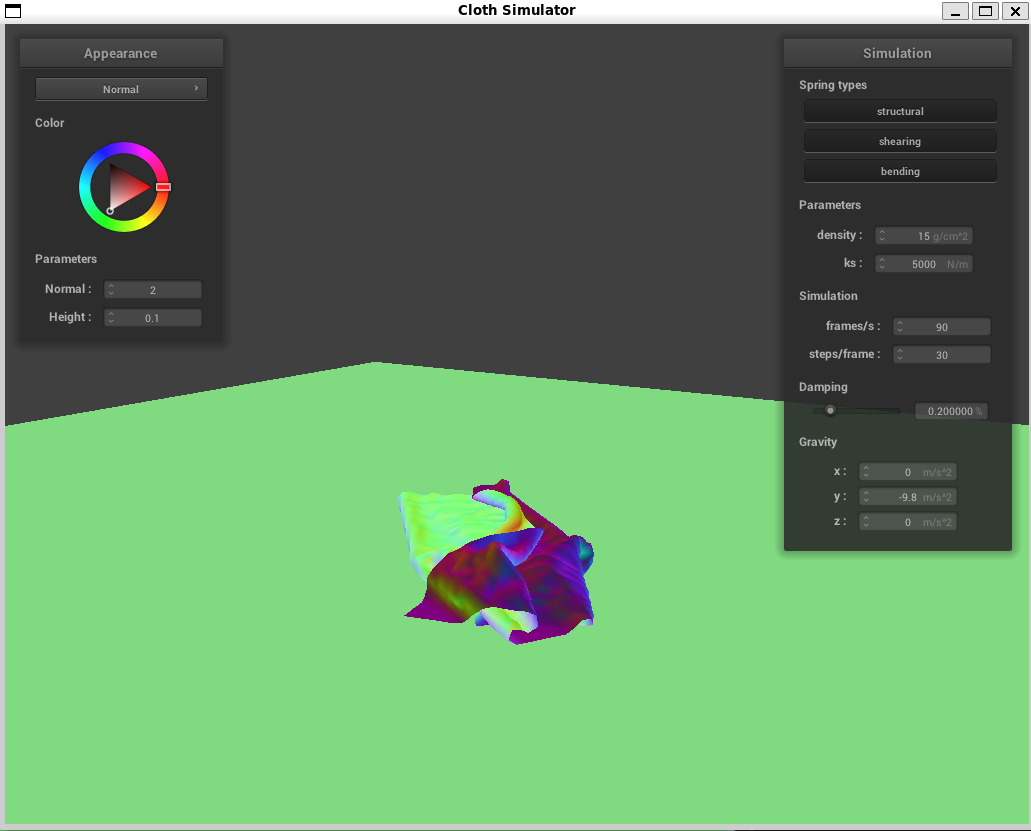 Cloth Simulator
Appearance
Normal
Color
Parameters
Normal : 2
Height : 0.1
Simulation
Spring types
structural
shearing
bending
Parameters
density : 15 g/cm^2
ks : 5000 N/m
Simulation
frames/s : 90
steps/frame : 30
Damping
0.200000 %
Gravity
x : 0 m/s^2
y : -9.8 m/s^2
z : 0 m/s^2